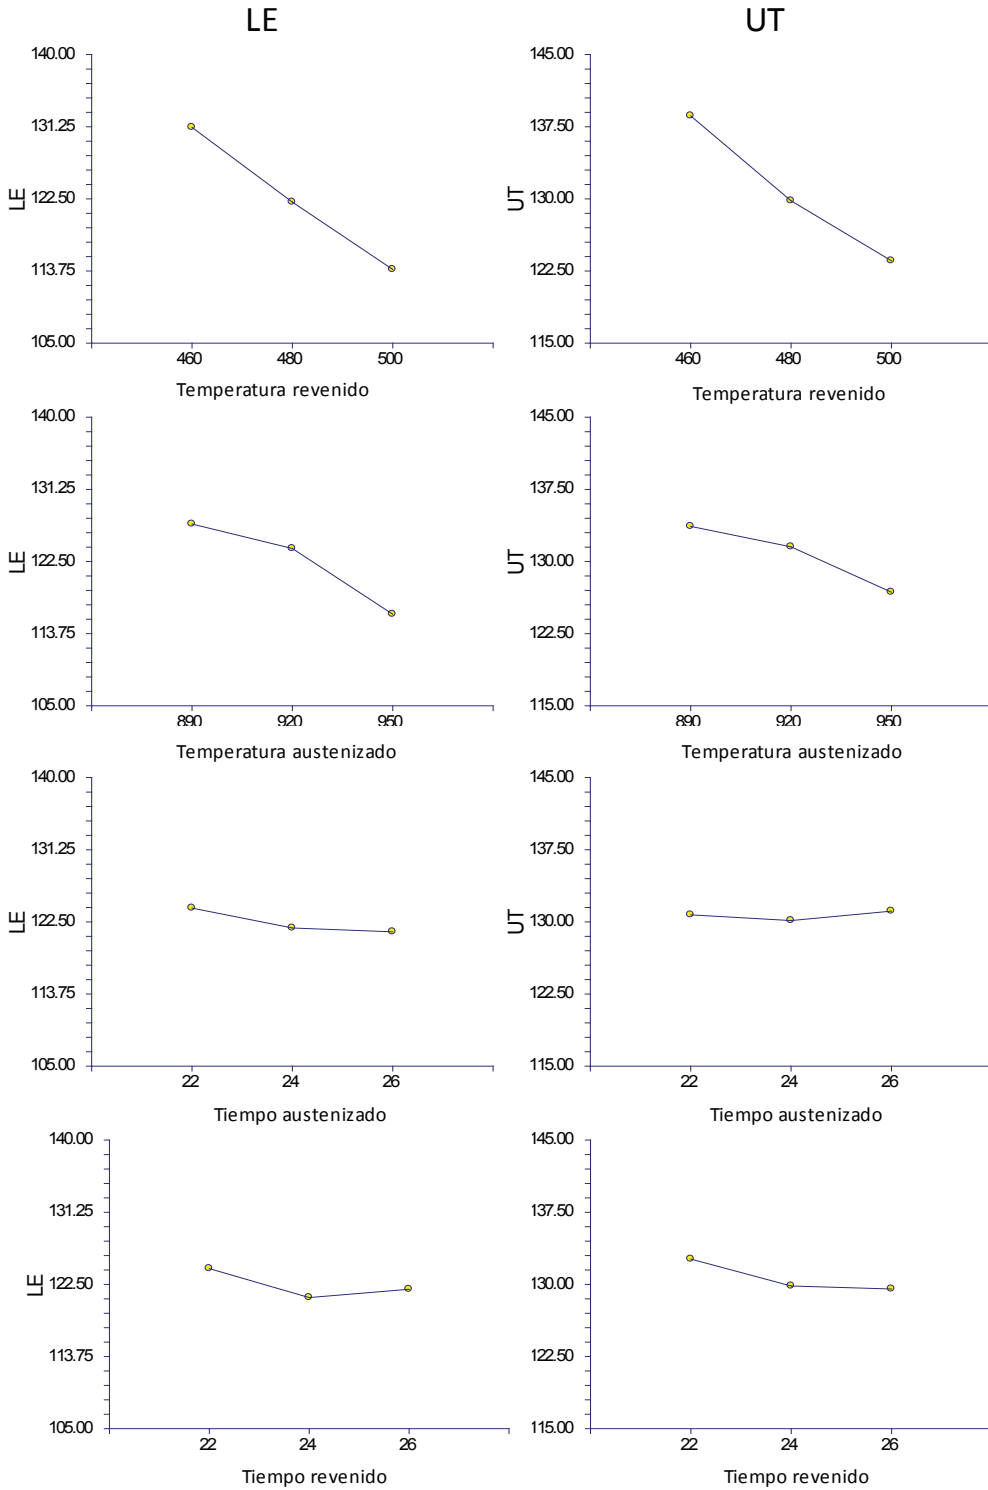 LE
UT
140.00
131.25
122.50
113.75
105.00
LE
460 480 500
Temperatura revenido
145.00
137.50
130.00
122.50
115.00
UT
460 480 500
Temperatura revenido
140.00
131.25
122.50
113.75
105.00
LE
890 920 950
Temperatura austenizado
145.00
137.50
130.00
122.50
115.00
UT
890 920 950
Temperatura austenizado
140.00
131.25
122.50
113.75
105.00
LE
22 24 26
Tiempo austenizado
145.00
137.50
130.00
122.50
115.00
UT
22 24 26
Tiempo austenizado
140.00
131.25
122.50
113.75
105.00
LE
22 24 26
Tiempo revenido
145.00
137.50
130.00
122.50
115.00
22 24 26
Tiempo revenido